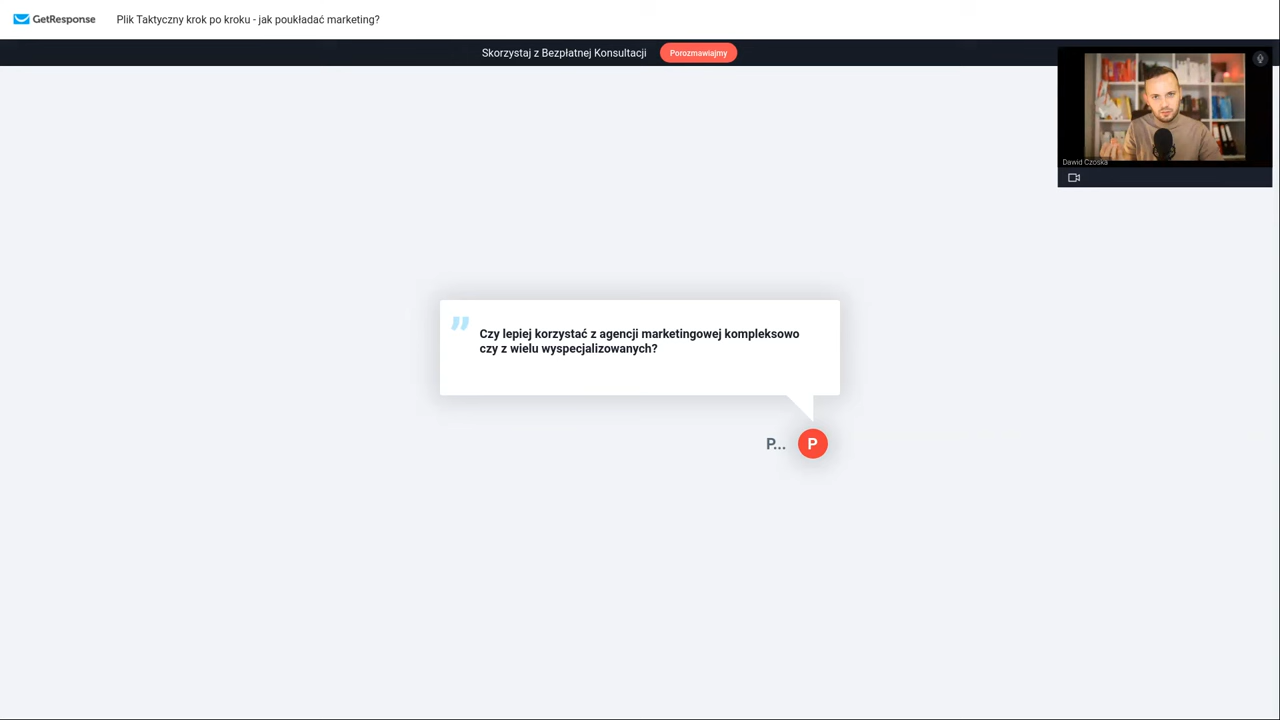 GetResponse
Plik Taktyczny krok po kroku - jak poukładać marketing?
Skorzystaj z Bezpłatnej Konsultacji
Porozmawiajmy
Dawid Czoska
Czy lepiej korzystać z agencji marketingowej kompleksowo
czy z wielu wyspecjalizowanych?
P...
P